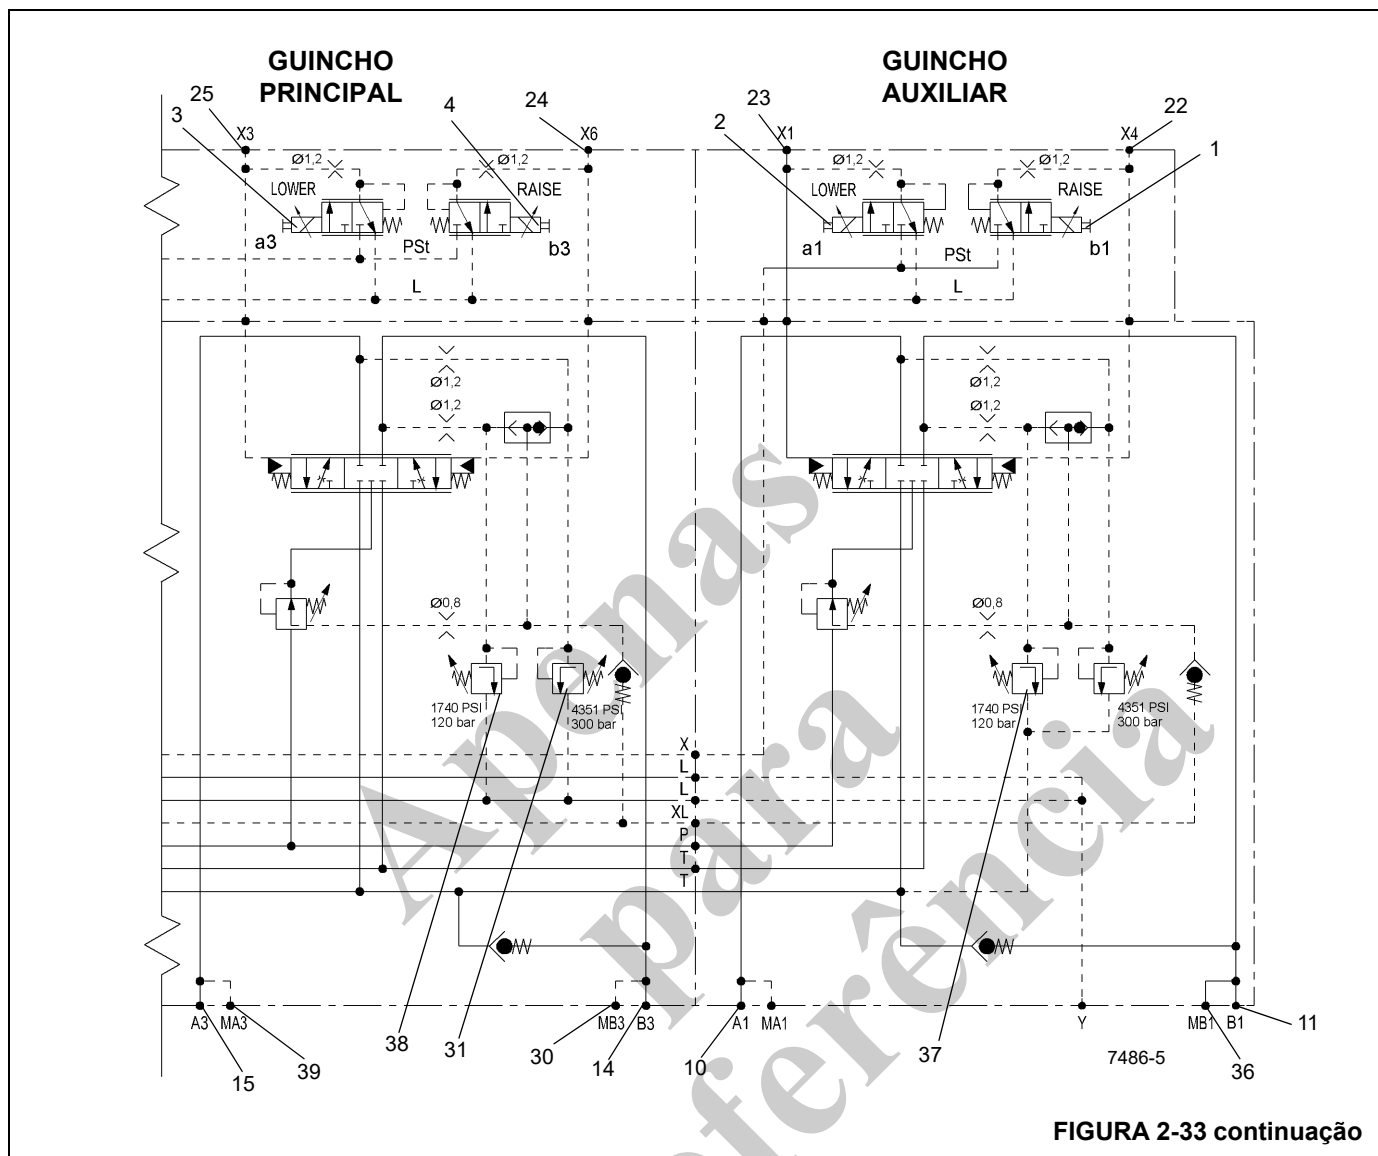 GUINCHO
PRINCIPAL
GUINCHO
AUXILIAR
25
3
4
24
23
2
22
1
X3
X6
X1
X4
Ø1,2
Ø1,2
Ø1,2
Ø1,2
LOWER
RAISE
LOWER
RAISE
a3
PSt
b3
a1
PSt
b1
L
L
Ø1,2
Ø1,2
Ø1,2
Ø1,2
Ø0,8
Ø0,8
1740 PSI
120 bar
4351 PSI
300 bar
1740 PSI
120 bar
4351 PSI
300 bar
X
L
L
XL
P
T
T
A3
MA3
MB3
B3
A1
MA1
Y
MB1
B1
15
39
38
31
30
14
10
37
36
11
7486-5
Apenas
para
referência
FIGURA 2-33 continuação